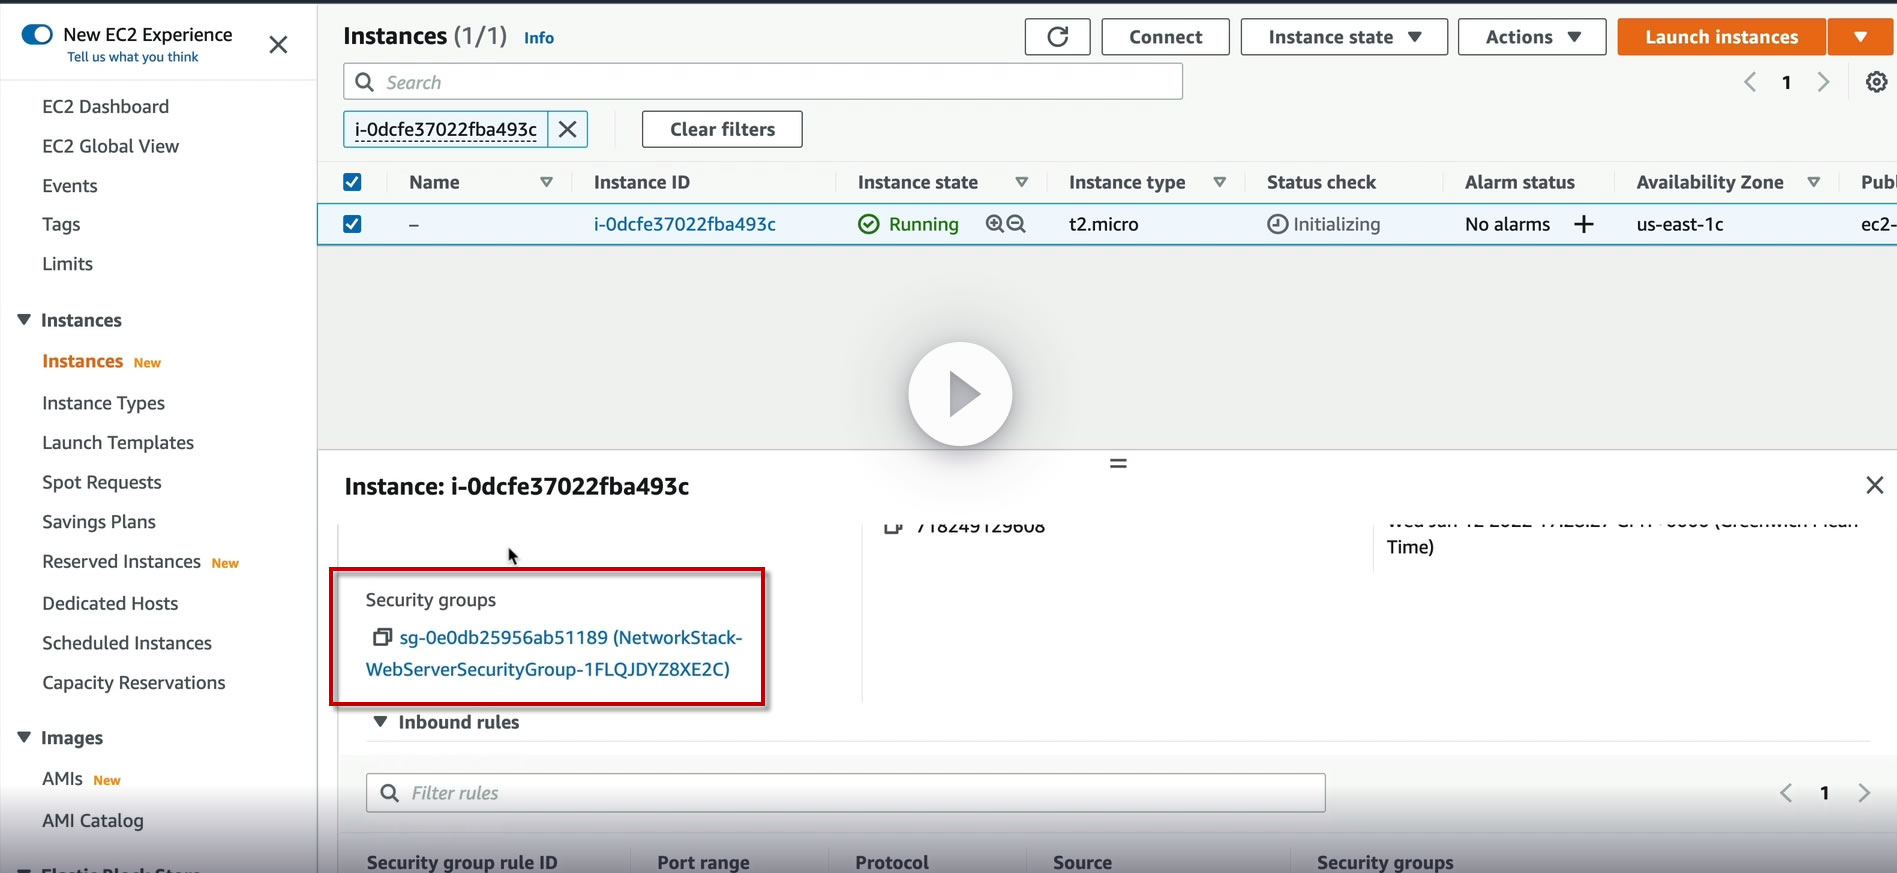 New EC2 Experience
Tell us what you think
EC2 Dashboard
EC2 Global View
Events
Tags
Limits
Instances
Instances New
Instance Types
Launch Templates
Spot Requests
Savings Plans
Reserved Instances New
Dedicated Hosts
Scheduled Instances
Capacity Reservations
Images
AMIs New
AMI Catalog
Instances (1/1) Info
Connect
Instance state
Actions
Launch instances
Search
1
i-0dcfe37022fba493c
Clear filters
Name Instance ID Instance state Instance type Status check Alarm status Availability Zone Publ
– i-0dcfe37022fba493c Running t2.micro Initializing No alarms + us-east-1c ec2-
Instance: i-0dcfe37022fba493c
718249129608
Time)
Security groups
sg-0e0db25956ab51189 (NetworkStack-
WebServerSecurityGroup-1FLQJDYZ8XE2C)
Inbound rules
Filter rules
1
Security group rule ID Port range Protocol Source Security groups